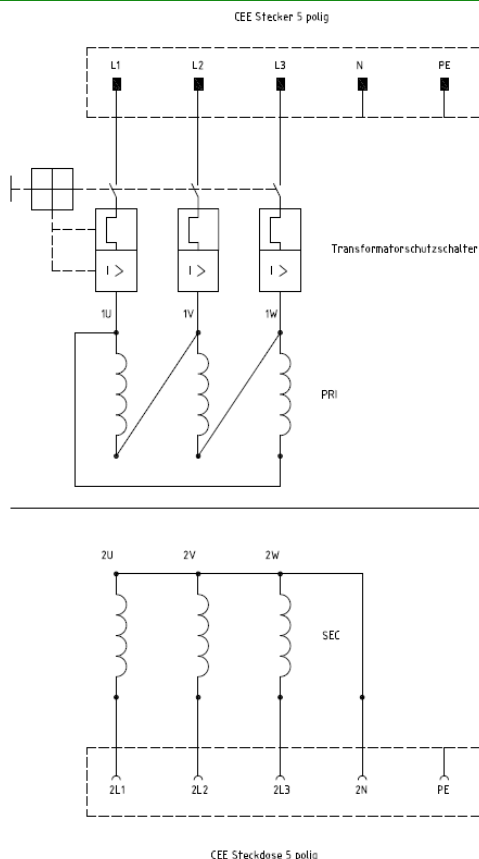 CEE Stecker 5 polig
L1 L2 L3 N PE
Transformatorschutzschalter
I > I > I >
1U 1V 1W
PRI
2U 2V 2W
SEC
2L1 2L2 2L3 2N PE
CEE Steckdose 5 polig